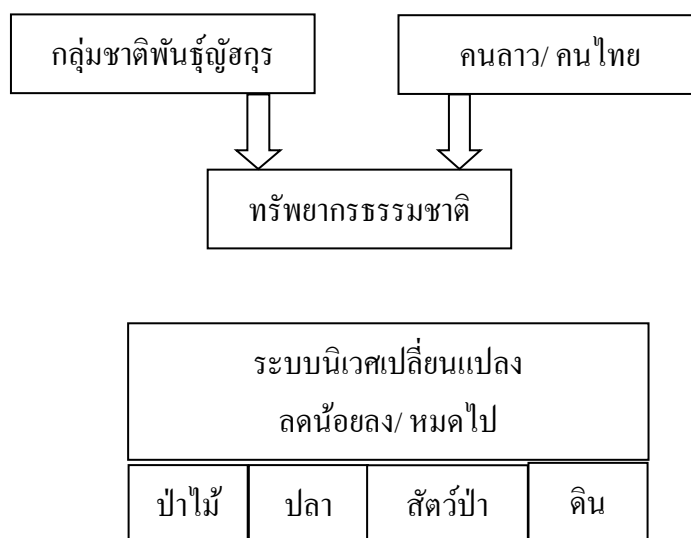 กลุ่มชาติพันธุ์ญัฮกุร
คนลาว/ คนไทย
ทรัพยากรธรรมชาติ
ระบบนิเวศเปลี่ยนแปลง
ลดน้อยลง/ หมดไป
ป่าไม้
ปลา
สัตว์ป่า
ดิน